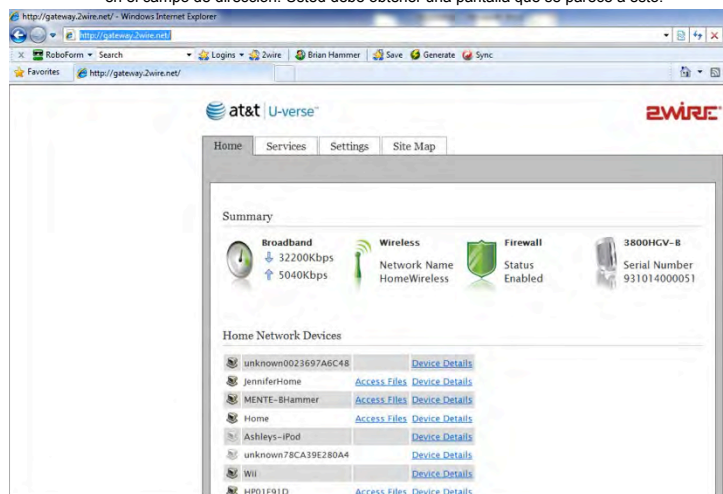 en el campo de dirección. Usted debe obtener una pantalla que se parece a esto:
http://gateway.2wire.net/ - Windows Internet Explorer
http://gateway.2wire.net/
X RoboForm Search Logins 2wire Brian Hammer Save Generate Sync
Favorites http://gateway.2wire.net/
at&t U-verse 2WIRE
Home Services Settings Site Map
Summary
Broadband Wireless Firewall 3800HGV-B
32200Kbps Network Name Status Serial Number
5040Kbps HomeWireless Enabled 931014000051
Home Network Devices
unknown0023697A6C48 Device Details
JenniferHome Access Files Device Details
MENTE-BHammer Access Files Device Details
Home Access Files Device Details
Ashleys-iPod Device Details
unknown78CA39E280A4 Device Details
Wii Device Details
HP01F91D Access Files Device Details